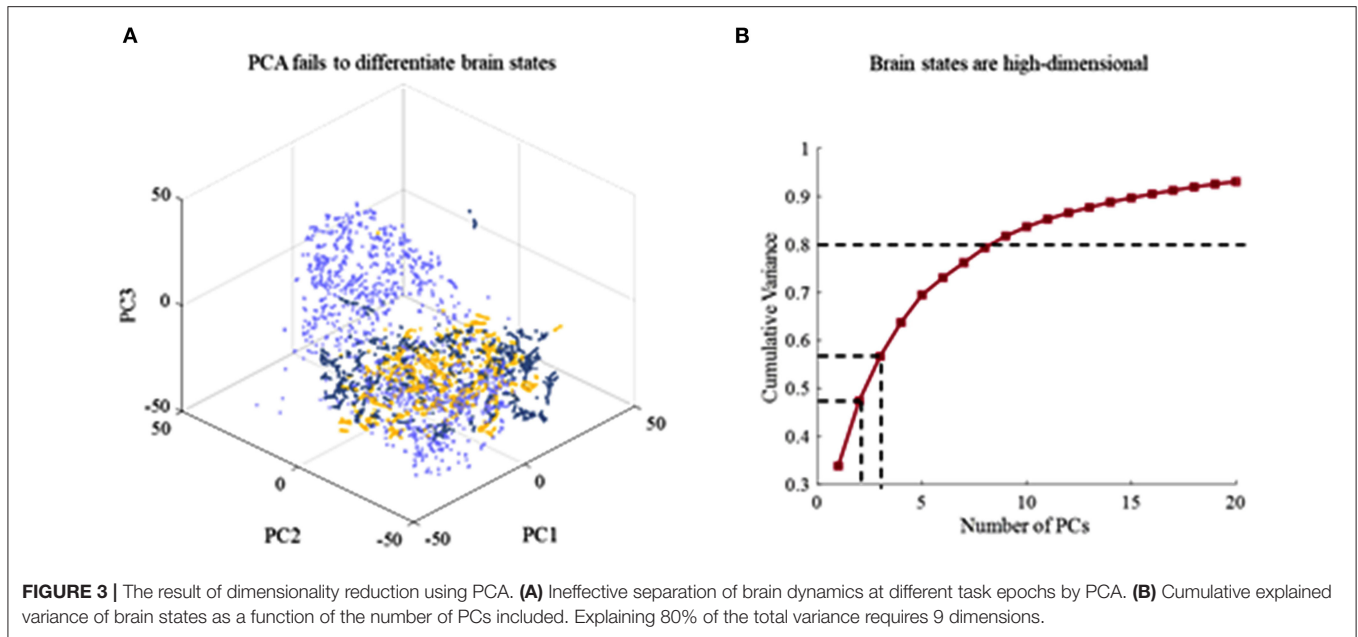 A
PCA fails to differentiate brain states
50
0
-50
PC3
50
0
-50
PC2
-50
0
50
PC1
B
Brain states are high-dimensional
1
0.9
0.8
0.7
0.6
0.5
0.4
0.3
Cumulative Variance
0
5
10
15
20
Number of PCs
FIGURE 3 | The result of dimensionality reduction using PCA. (A) Ineffective separation of brain dynamics at different task epochs by PCA. (B) Cumulative explained
variance of brain states as a function of the number of PCs included. Explaining 80% of the total variance requires 9 dimensions.